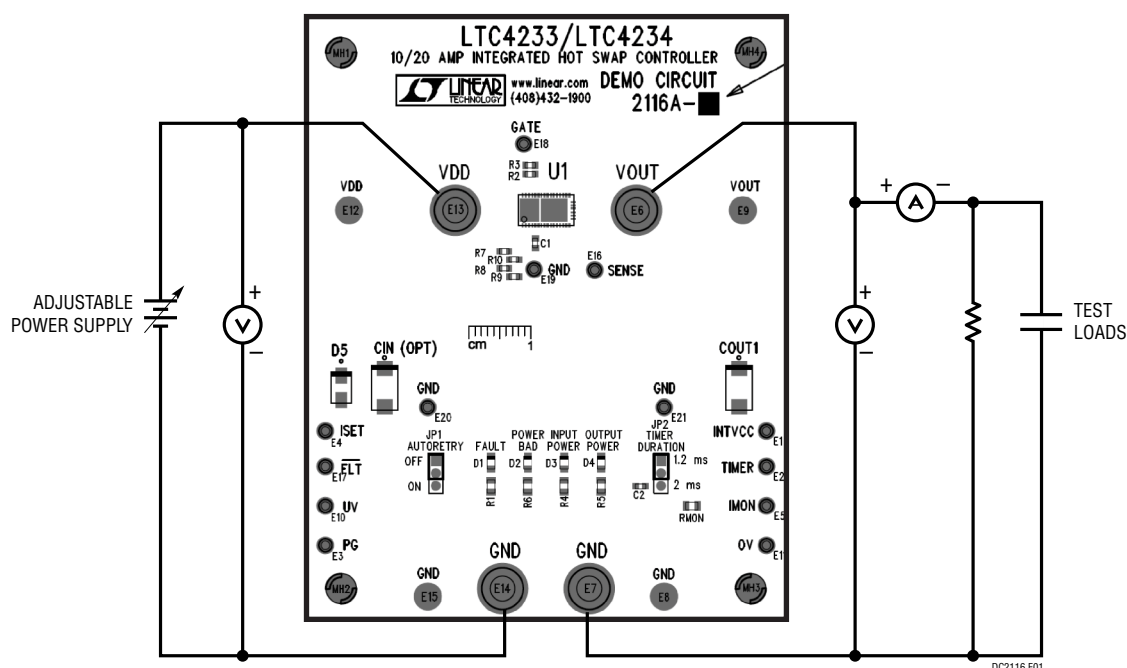 LTC4233/LTC4234
10/20 AMP INTEGRATED HOT SWAP CONTROLLER
MH1
MH4
LT LINEAR TECHNOLOGY
www.linear.com
(408)432-1900
DEMO CIRCUIT
2116A-
GATE
E18
R3
R2
U1
VDD
E13
VOUT
E6
VDD
E12
VOUT
E9
C1
R7
R10
R8
R9
GND
E19
E16
SENSE
+
-
A
ADJUSTABLE
POWER SUPPLY
+
V
-
+
V
-
TEST
LOADS
cm 1
D5
CIN (OPT)
COUT1
GND
E20
GND
E21
ISET
E4
FLT
E17
UV
E10
PG
E3
JP1
AUTORETRY
OFF
ON
FAULT
D1
R1
POWER
BAD
D2
R6
INPUT
POWER
D3
R4
OUTPUT
POWER
D4
R5
JP2
TIMER
DURATION
1.2 ms
2 ms
C2
RMON
INTVCC
E1
TIMER
E2
IMON
E5
OV
E1
MH2
GND
E15
GND
E14
GND
E7
GND
E8
MH3
DC2116 F01